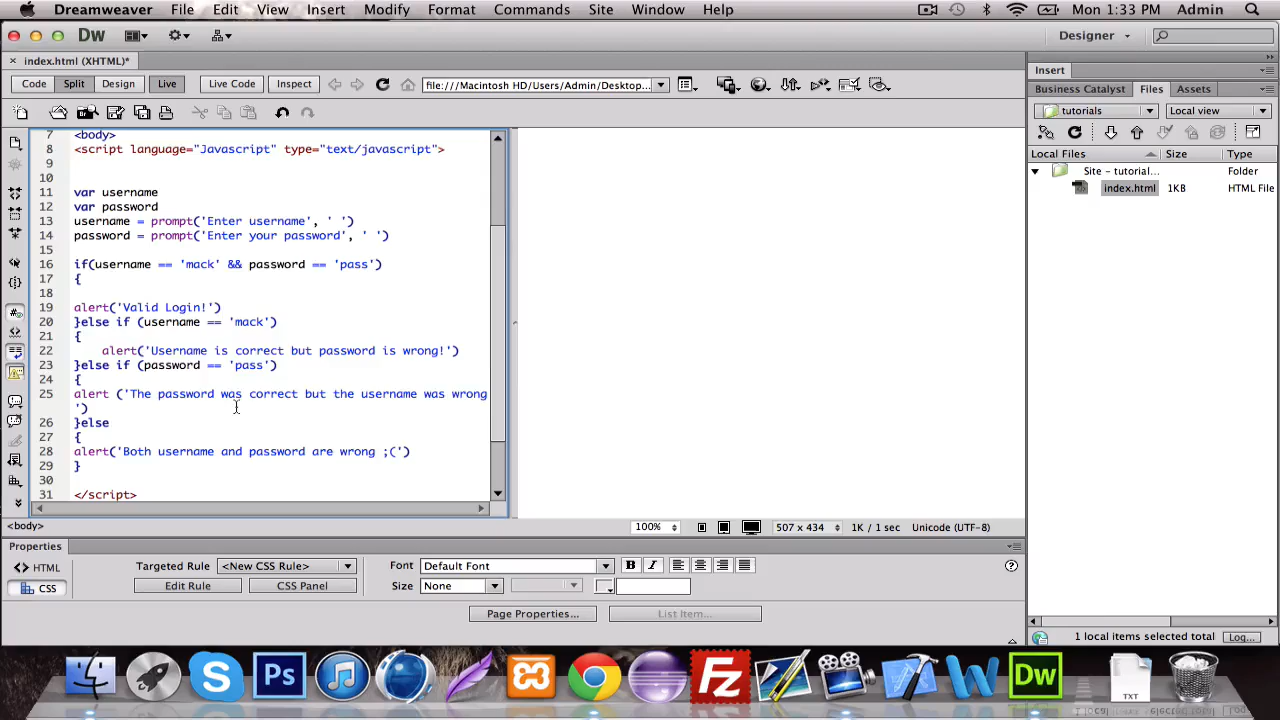 Dreamweaver File Edit View Insert Modify Format Commands Site Window Help Mon 1:33 PM Admin
Dw Designer
index.html (XHTML)*
Code Split Design Live Live Code Inspect file:///Macintosh HD/Users/Admin/Desktop...
Insert
Business Catalyst Files Assets
tutorials Local view
Local Files Size Type
Site - tutorial... Folder
index.html 1KB HTML File
7 <body>
8 <script language="Javascript" type="text/javascript">
9
10
11 var username
12 var password
13 username = prompt('Enter username', ' ')
14 password = prompt('Enter your password', ' ')
15
16 if(username == 'mack' && password == 'pass')
17 {
18
19 alert('Valid Login!')
20 }else if (username == 'mack')
21 {
22 alert('Username is correct but password is wrong!')
23 }else if (password == 'pass')
24 {
25 alert ('The password was correct but the username was wrong
')
26 }else
27 {
28 alert('Both username and password are wrong ;(')
29 }
30
31 </script>
<body> 100% 507 x 434 1K / 1 sec Unicode (UTF-8)
Properties
<> HTML Targeted Rule <New CSS Rule> Font Default Font B I
CSS Edit Rule CSS Panel Size None
Page Properties... List Item...
1 local items selected total Log...
Ps Fz W Dw TXT